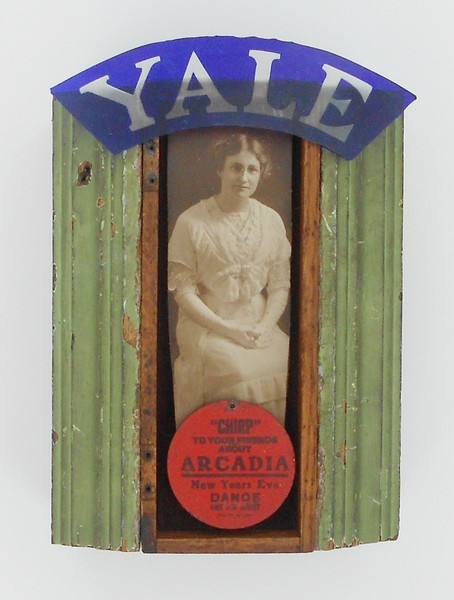 YALE
"CHIRP"
TO YOUR FRIENDS
ABOUT
ARCADIA
New Years Eve.
DANCE